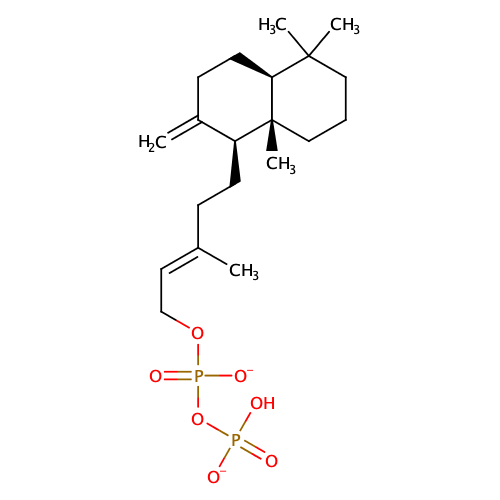 H₃C CH₃
H₂C CH₃
CH₃
O
O P O⁻
O OH
P
O⁻ O